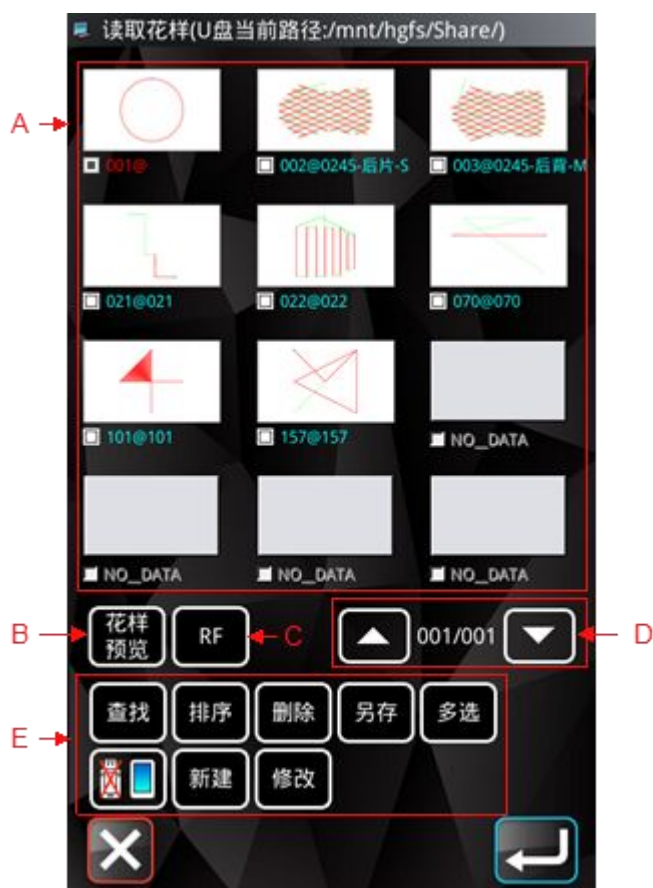 读取花样(U盘当前路径:/mnt/hgfs/Share/)
A
001@ 002@0245-后片-S 003@0245-后背-M
021@021 022@022 070@070
101@101 157@157 NO_DATA
NO_DATA NO_DATA NO_DATA
B 花样预览 RF C 001/001 D
查找 排序 删除 另存 多选
E
新建 修改